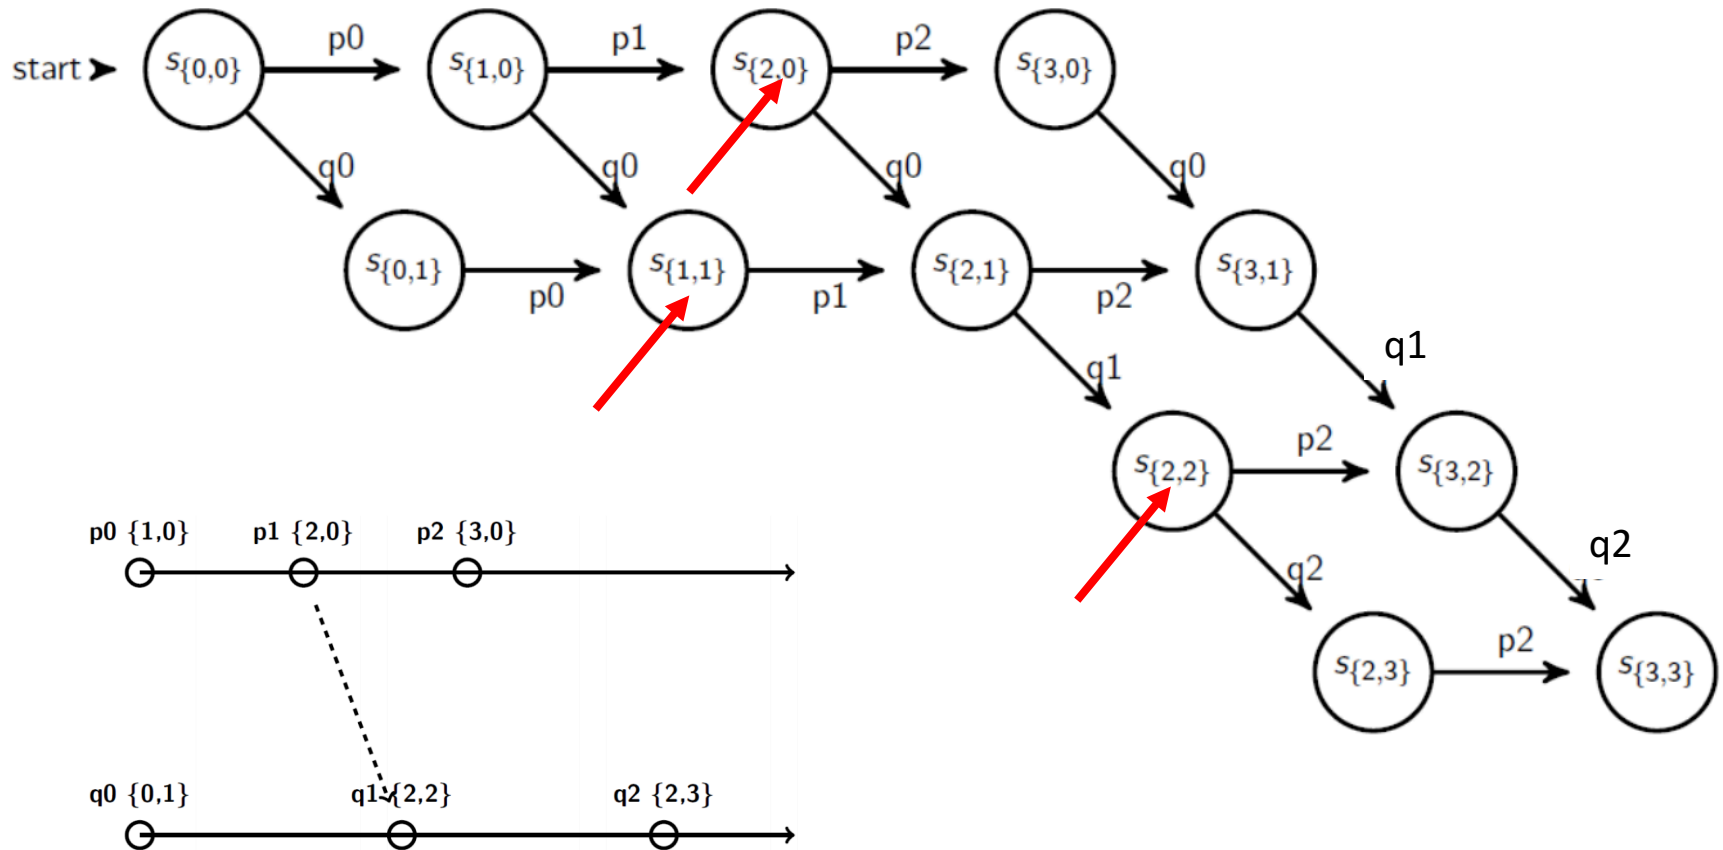 p0 p1 p2
start S{0,0} S{1,0} S{2,0} S{3,0}
q0 q0 q0 q0
S{0,1} S{1,1} S{2,1} S{3,1}
p0 p1 p2
q1 q1
p2
S{2,2} S{3,2}
p0 {1,0} p1 {2,0} p2 {3,0}
q2 q2
p2
S{2,3} S{3,3}
q0 {0,1} q1 {2,2} q2 {2,3}